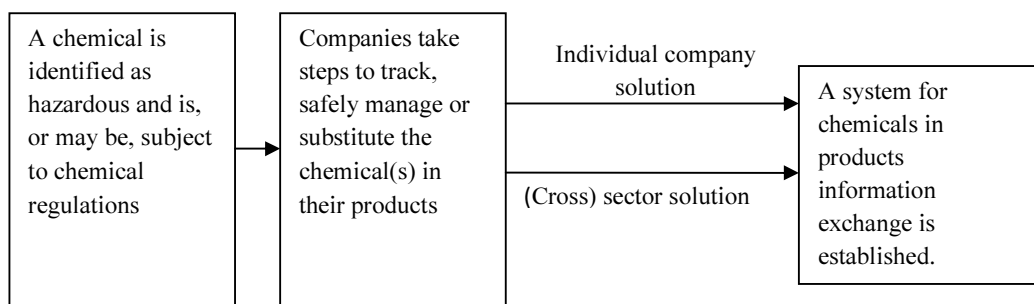 A chemical is
identified as
hazardous and is,
or may be, subject
to chemical
regulations
Companies take
steps to track,
safely manage or
substitute the
chemical(s) in
their products
Individual company
solution
(Cross) sector solution
A system for
chemicals in
products
information
exchange is
established.